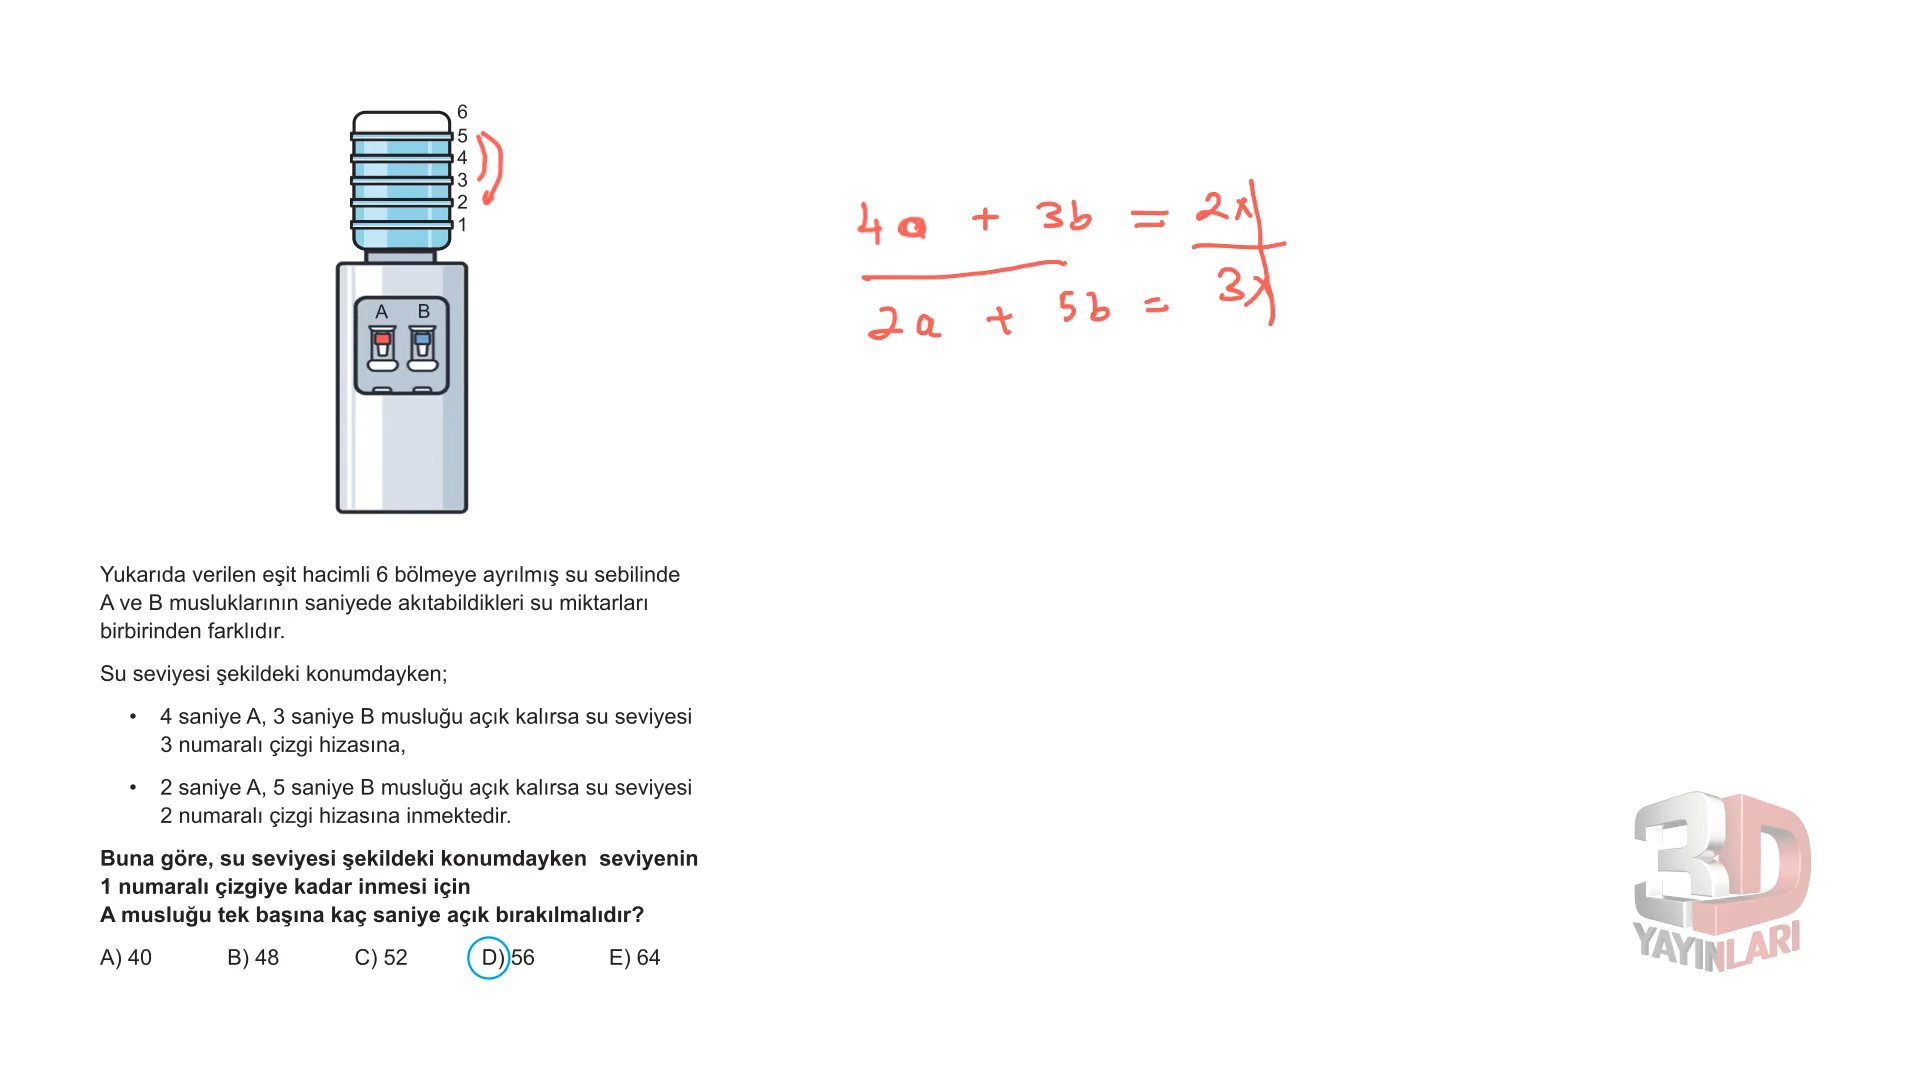 6
5
4
3
2
1
A B
4a + 3b = 2x
2a + 5b = 3x
Yukarıda verilen eşit hacimli 6 bölmeye ayrılmış su sebilinde
A ve B musluklarının saniyede akıtabildikleri su miktarları
birbirinden farklıdır.
Su seviyesi şekildeki konumdayken;
• 4 saniye A, 3 saniye B musluğu açık kalırsa su seviyesi
3 numaralı çizgi hizasına,
• 2 saniye A, 5 saniye B musluğu açık kalırsa su seviyesi
2 numaralı çizgi hizasına inmektedir.
Buna göre, su seviyesi şekildeki konumdayken seviyenin
1 numaralı çizgiye kadar inmesi için
A musluğu tek başına kaç saniye açık bırakılmalıdır?
A) 40 B) 48 C) 52 D) 56 E) 64
3D
YAYINLARI